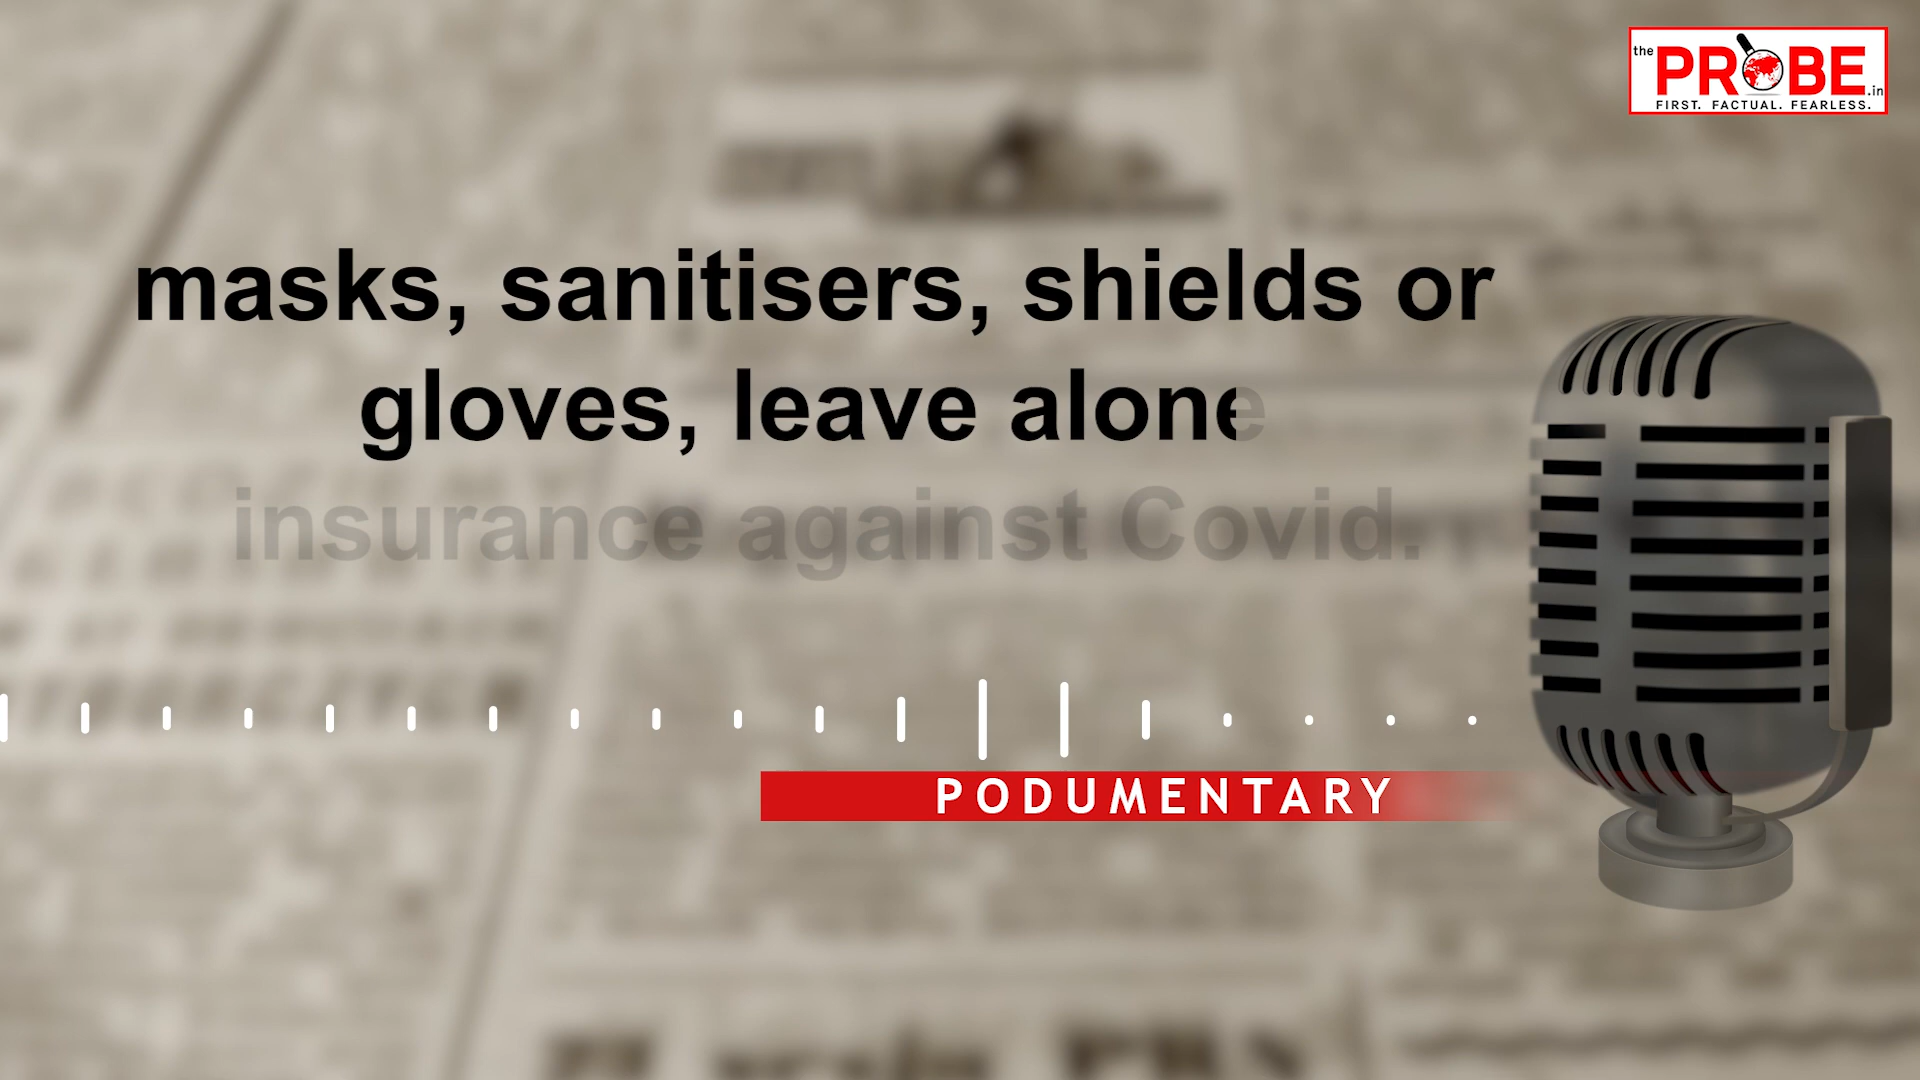 the PROBE.in
FIRST. FACTUAL. FEARLESS.
masks, sanitisers, shields or
gloves, leave alone
insurance against Covid.
PODUMENTARY